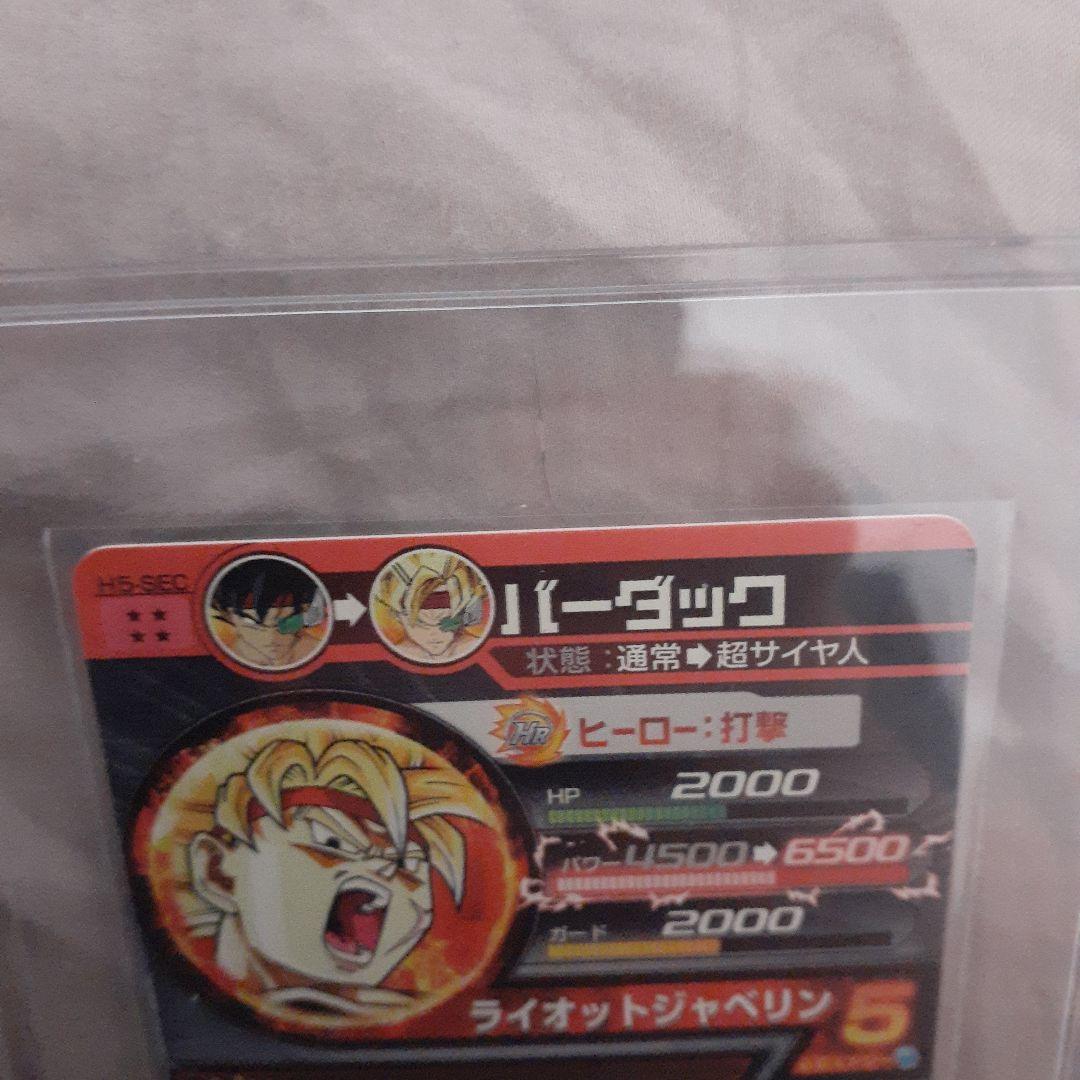 H5-SEC
★★
★★
バーダック
状態:通常➡超サイヤ人
HR ヒーロー:打撃
HP 2000
パワー 4500➡6500
ガード 2000
ライオットジャベリン 5